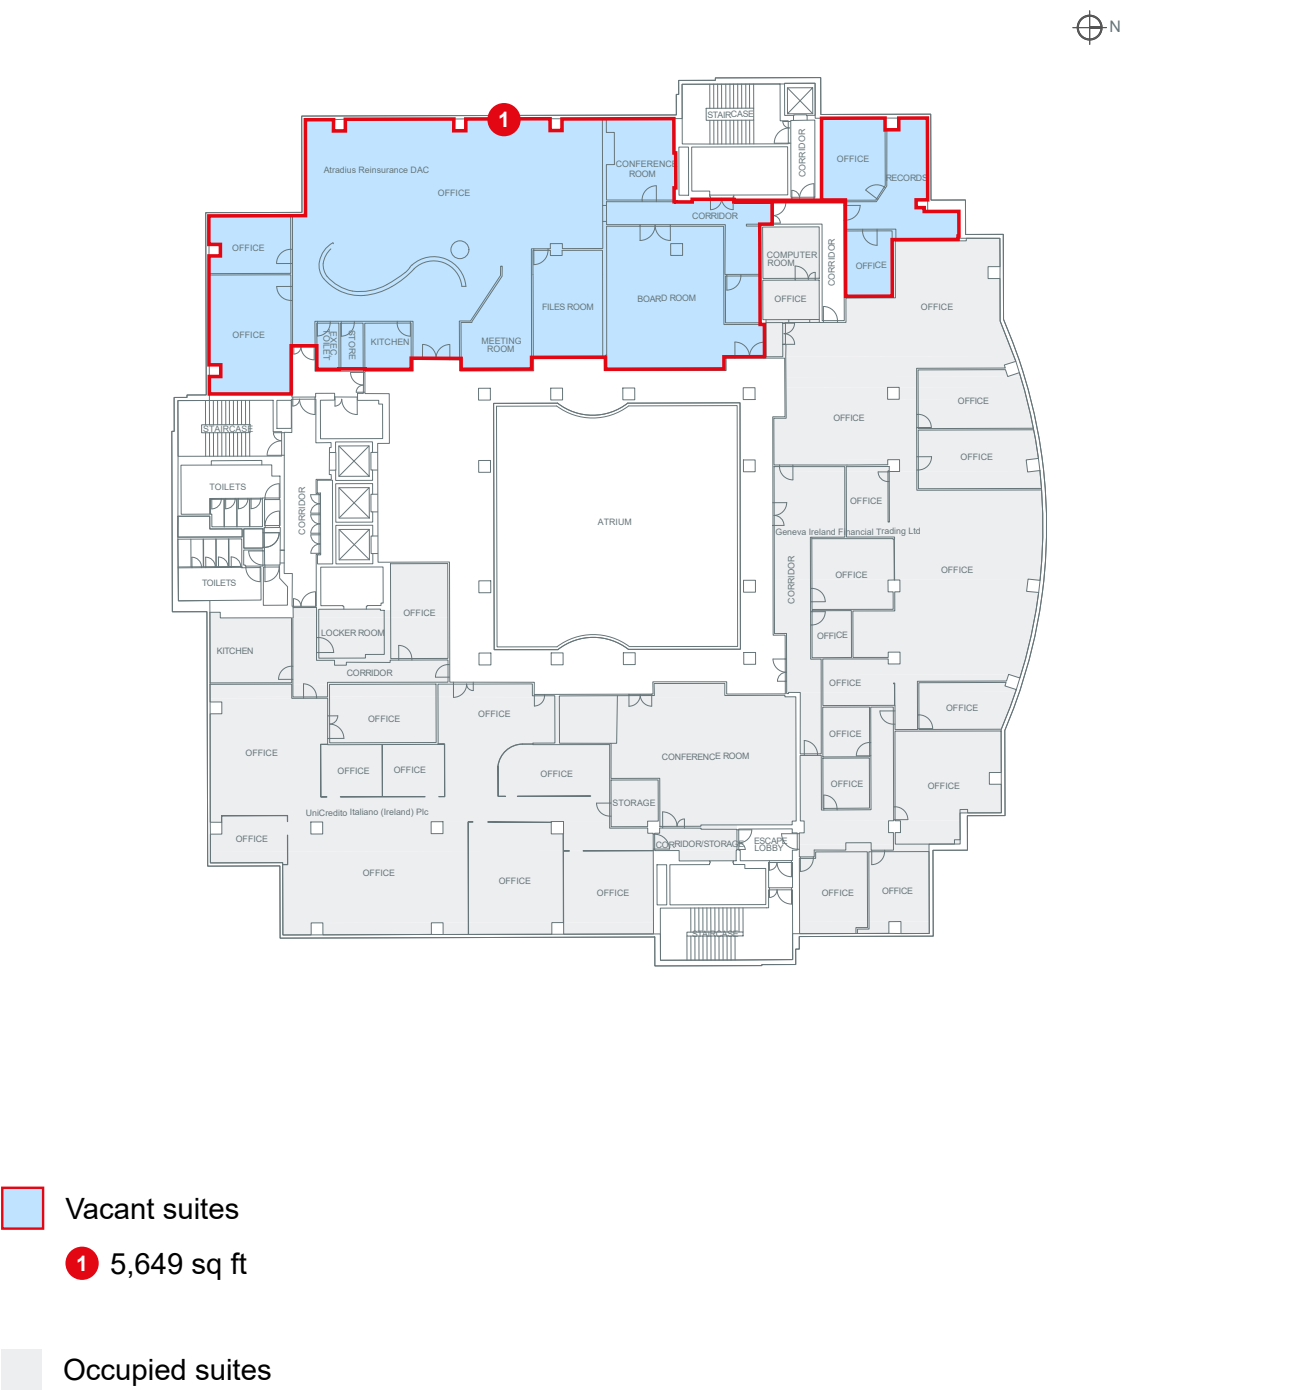 N
1
STAIRCASE
CORRIDOR
Atradius Reinsurance DAC
OFFICE
CONFERENCE
ROOM
OFFICE
RECORDS
CORRIDOR
OFFICE
COMPUTER
ROOM
CORRIDOR
OFFICE
OFFICE
BOARD ROOM
OFFICE
FILES ROOM
OFFICE
OFFICE
EXEC
TOILET
STORE
KITCHEN
MEETING
ROOM
OFFICE
OFFICE
STAIRCASE
OFFICE
TOILETS
CORRIDOR
OFFICE
ATRIUM
Geneva Ireland Financial Trading Ltd
OFFICE
OFFICE
CORRIDOR
TOILETS
OFFICE
LOCKER ROOM
OFFICE
KITCHEN
CORRIDOR
OFFICE
OFFICE
OFFICE
OFFICE
OFFICE
OFFICE
OFFICE
CONFERENCE ROOM
OFFICE
OFFICE
OFFICE
OFFICE
OFFICE
STORAGE
UniCredito Italiano (Ireland) Plc
OFFICE
CORRIDOR/STORAGE
ESCAPE
LOBBY
OFFICE
OFFICE
OFFICE
OFFICE
OFFICE
STAIRCASE
Vacant suites
1 5,649 sq ft
Occupied suites